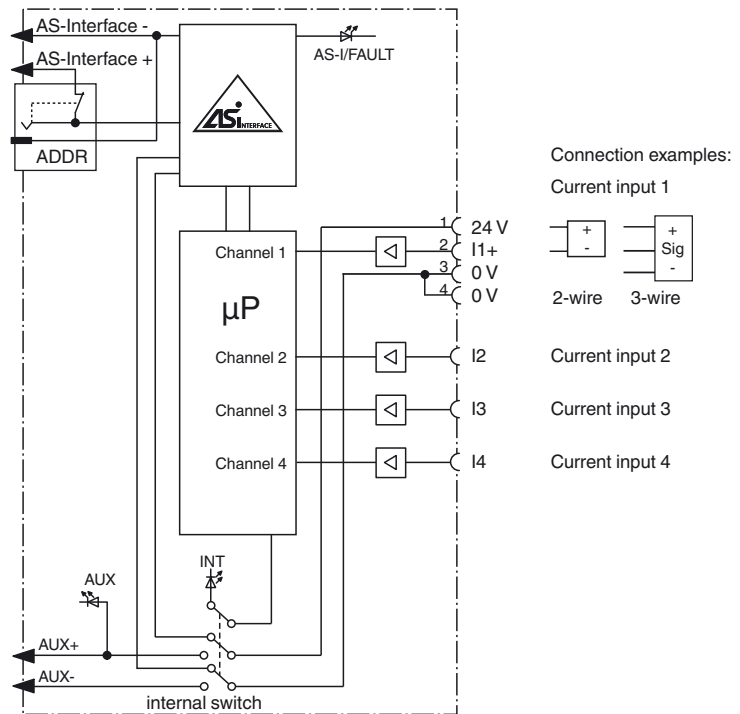 AS-Interface -
AS-Interface +
AS-I/FAULT
ASi INTERFACE
ADDR
Connection examples:
Current input 1
1 24 V
2 I1+
3 0 V
4 0 V
+
-
+
Sig
-
2-wire 3-wire
Channel 1
µP
Channel 2
I2 Current input 2
Channel 3
I3 Current input 3
Channel 4
I4 Current input 4
INT
AUX
AUX+
AUX-
internal switch